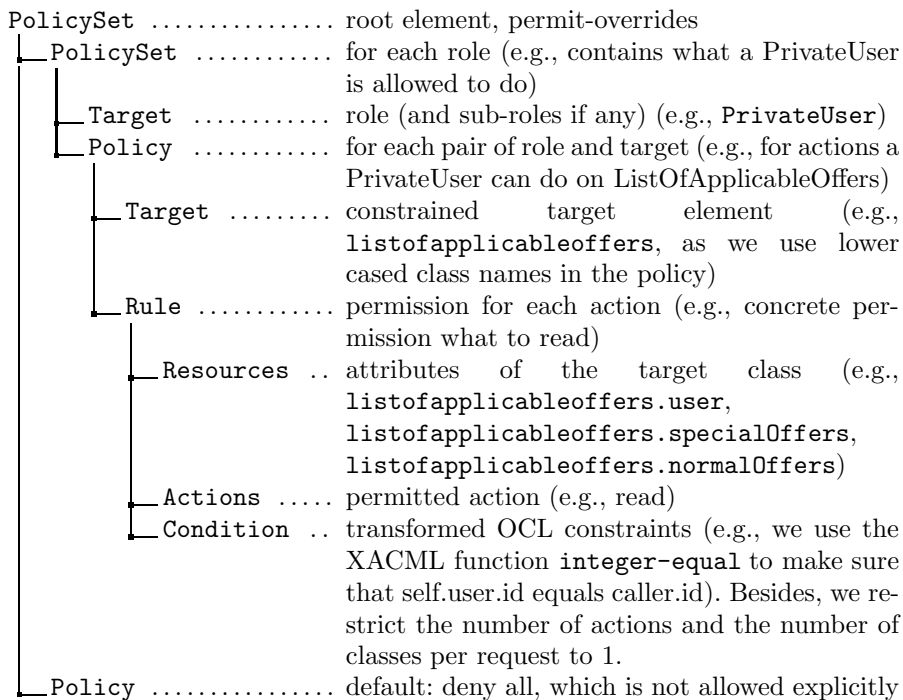 PolicySet ............... root element, permit-overrides
PolicySet ............ for each role (e.g., contains what a PrivateUser
is allowed to do)
Target ............ role (and sub-roles if any) (e.g., PrivateUser)
Policy ............ for each pair of role and target (e.g., for actions a
PrivateUser can do on ListOfApplicableOffers)
Target ......... constrained target element (e.g.,
listofapplicableoffers, as we use lower
cased class names in the policy)
Rule ............ permission for each action (e.g., concrete per-
mission what to read)
Resources .. attributes of the target class (e.g.,
listofapplicableoffers.user,
listofapplicableoffers.specialOffers,
listofapplicableoffers.normalOffers)
Actions ..... permitted action (e.g., read)
Condition .. transformed OCL constraints (e.g., we use the
XACML function integer-equal to make sure
that self.user.id equals caller.id). Besides, we re-
strict the number of actions and the number of
classes per request to 1.
Policy ............... default: deny all, which is not allowed explicitly